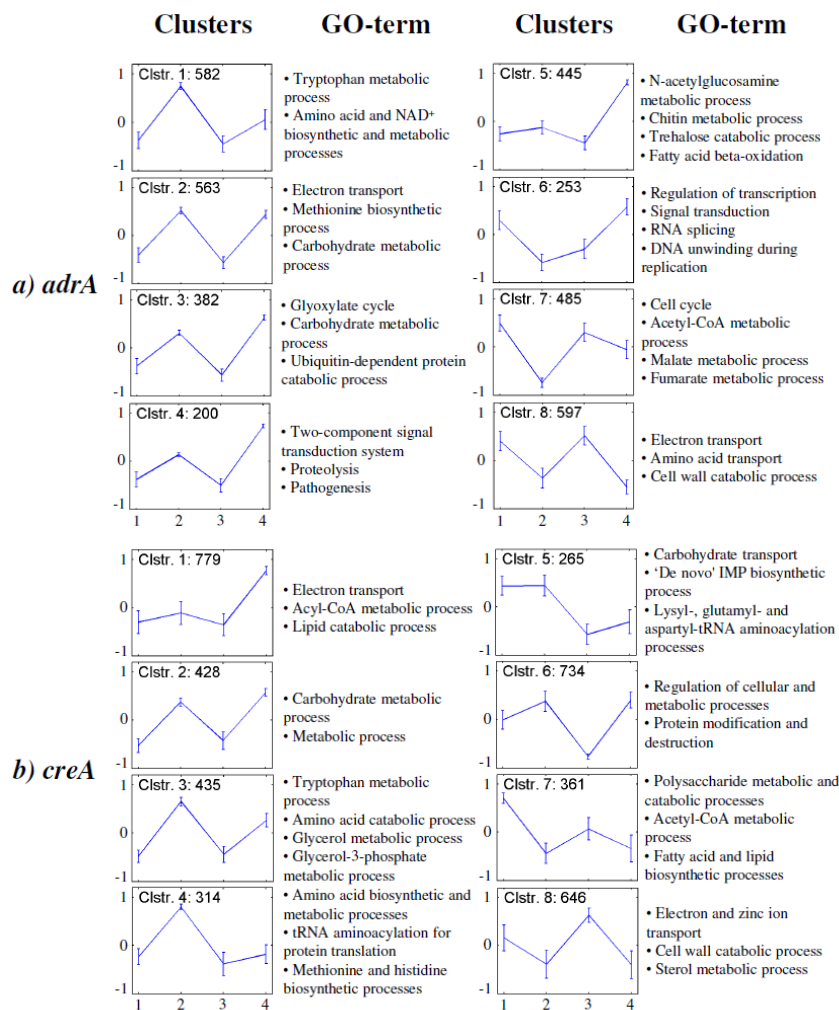 Clusters GO-term Clusters GO-term
a) adrA
Clstr. 1: 582
1
0
-1
• Tryptophan metabolic
process
• Amino acid and NAD⁺
biosynthetic and metabolic
processes
Clstr. 2: 563
1
0
-1
• Electron transport
• Methionine biosynthetic
process
• Carbohydrate metabolic
process
Clstr. 3: 382
1
0
-1
• Glyoxylate cycle
• Carbohydrate metabolic
process
• Ubiquitin-dependent protein
catabolic process
Clstr. 4: 200
1
0
-1
1 2 3 4
• Two-component signal
transduction system
• Proteolysis
• Pathogenesis
Clstr. 5: 445
1
0
-1
• N-acetylglucosamine
metabolic process
• Chitin metabolic process
• Trehalose catabolic process
• Fatty acid beta-oxidation
Clstr. 6: 253
1
0
-1
• Regulation of transcription
• Signal transduction
• RNA splicing
• DNA unwinding during
replication
Clstr. 7: 485
1
0
-1
• Cell cycle
• Acetyl-CoA metabolic
process
• Malate metabolic process
• Fumarate metabolic process
Clstr. 8: 597
1
0
-1
1 2 3 4
• Electron transport
• Amino acid transport
• Cell wall catabolic process
b) creA
Clstr. 1: 779
1
0
-1
• Electron transport
• Acyl-CoA metabolic process
• Lipid catabolic process
Clstr. 2: 428
1
0
-1
• Carbohydrate metabolic
process
• Metabolic process
Clstr. 3: 435
1
0
-1
• Tryptophan metabolic
process
• Amino acid catabolic process
• Glycerol metabolic process
• Glycerol-3-phosphate
metabolic process
Clstr. 4: 314
1
0
-1
1 2 3 4
• Amino acid biosynthetic and
metabolic processes
• tRNA aminoacylation for
protein translation
• Methionine and histidine
biosynthetic processes
Clstr. 5: 265
1
0
-1
• Carbohydrate transport
• ‘De novo' IMP biosynthetic
process
• Lysyl-, glutamyl- and
aspartyl-tRNA aminoacylation
processes
Clstr. 6: 734
1
0
-1
• Regulation of cellular and
metabolic processes
• Protein modification and
destruction
Clstr. 7: 361
1
0
-1
• Polysaccharide metabolic and
catabolic processes
• Acetyl-CoA metabolic
process
• Fatty acid and lipid
biosynthetic processes
Clstr. 8: 646
1
0
-1
1 2 3 4
• Electron and zinc ion
transport
• Cell wall catabolic process
• Sterol metabolic process